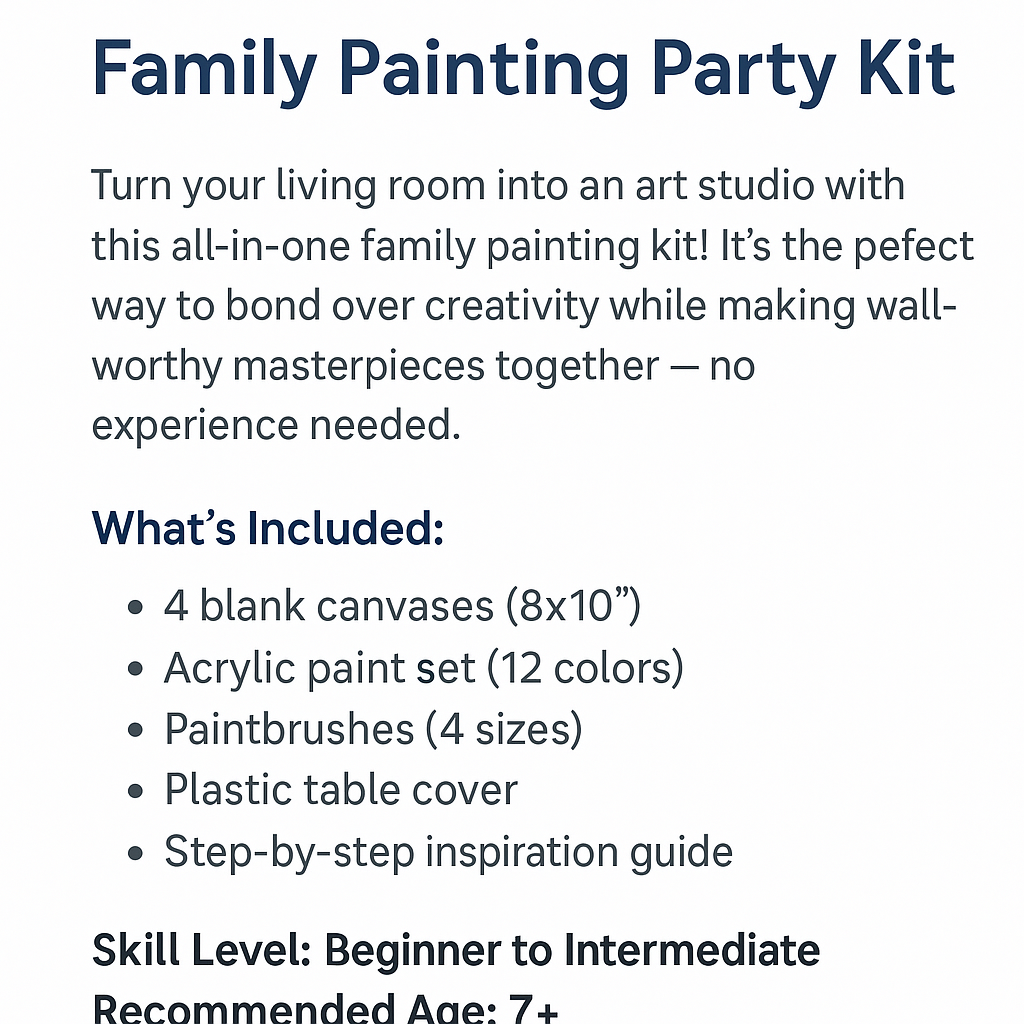 Family Painting Party Kit
Turn your living room into an art studio with
this all-in-one family painting kit! It’s the pefect
way to bond over creativity while making wall-
worthy masterpieces together — no
experience needed.
What’s Included:
• 4 blank canvases (8x10”)
• Acrylic paint set (12 colors)
• Paintbrushes (4 sizes)
• Plastic table cover
• Step-by-step inspiration guide
Skill Level: Beginner to Intermediate
Recommended Age: 7+